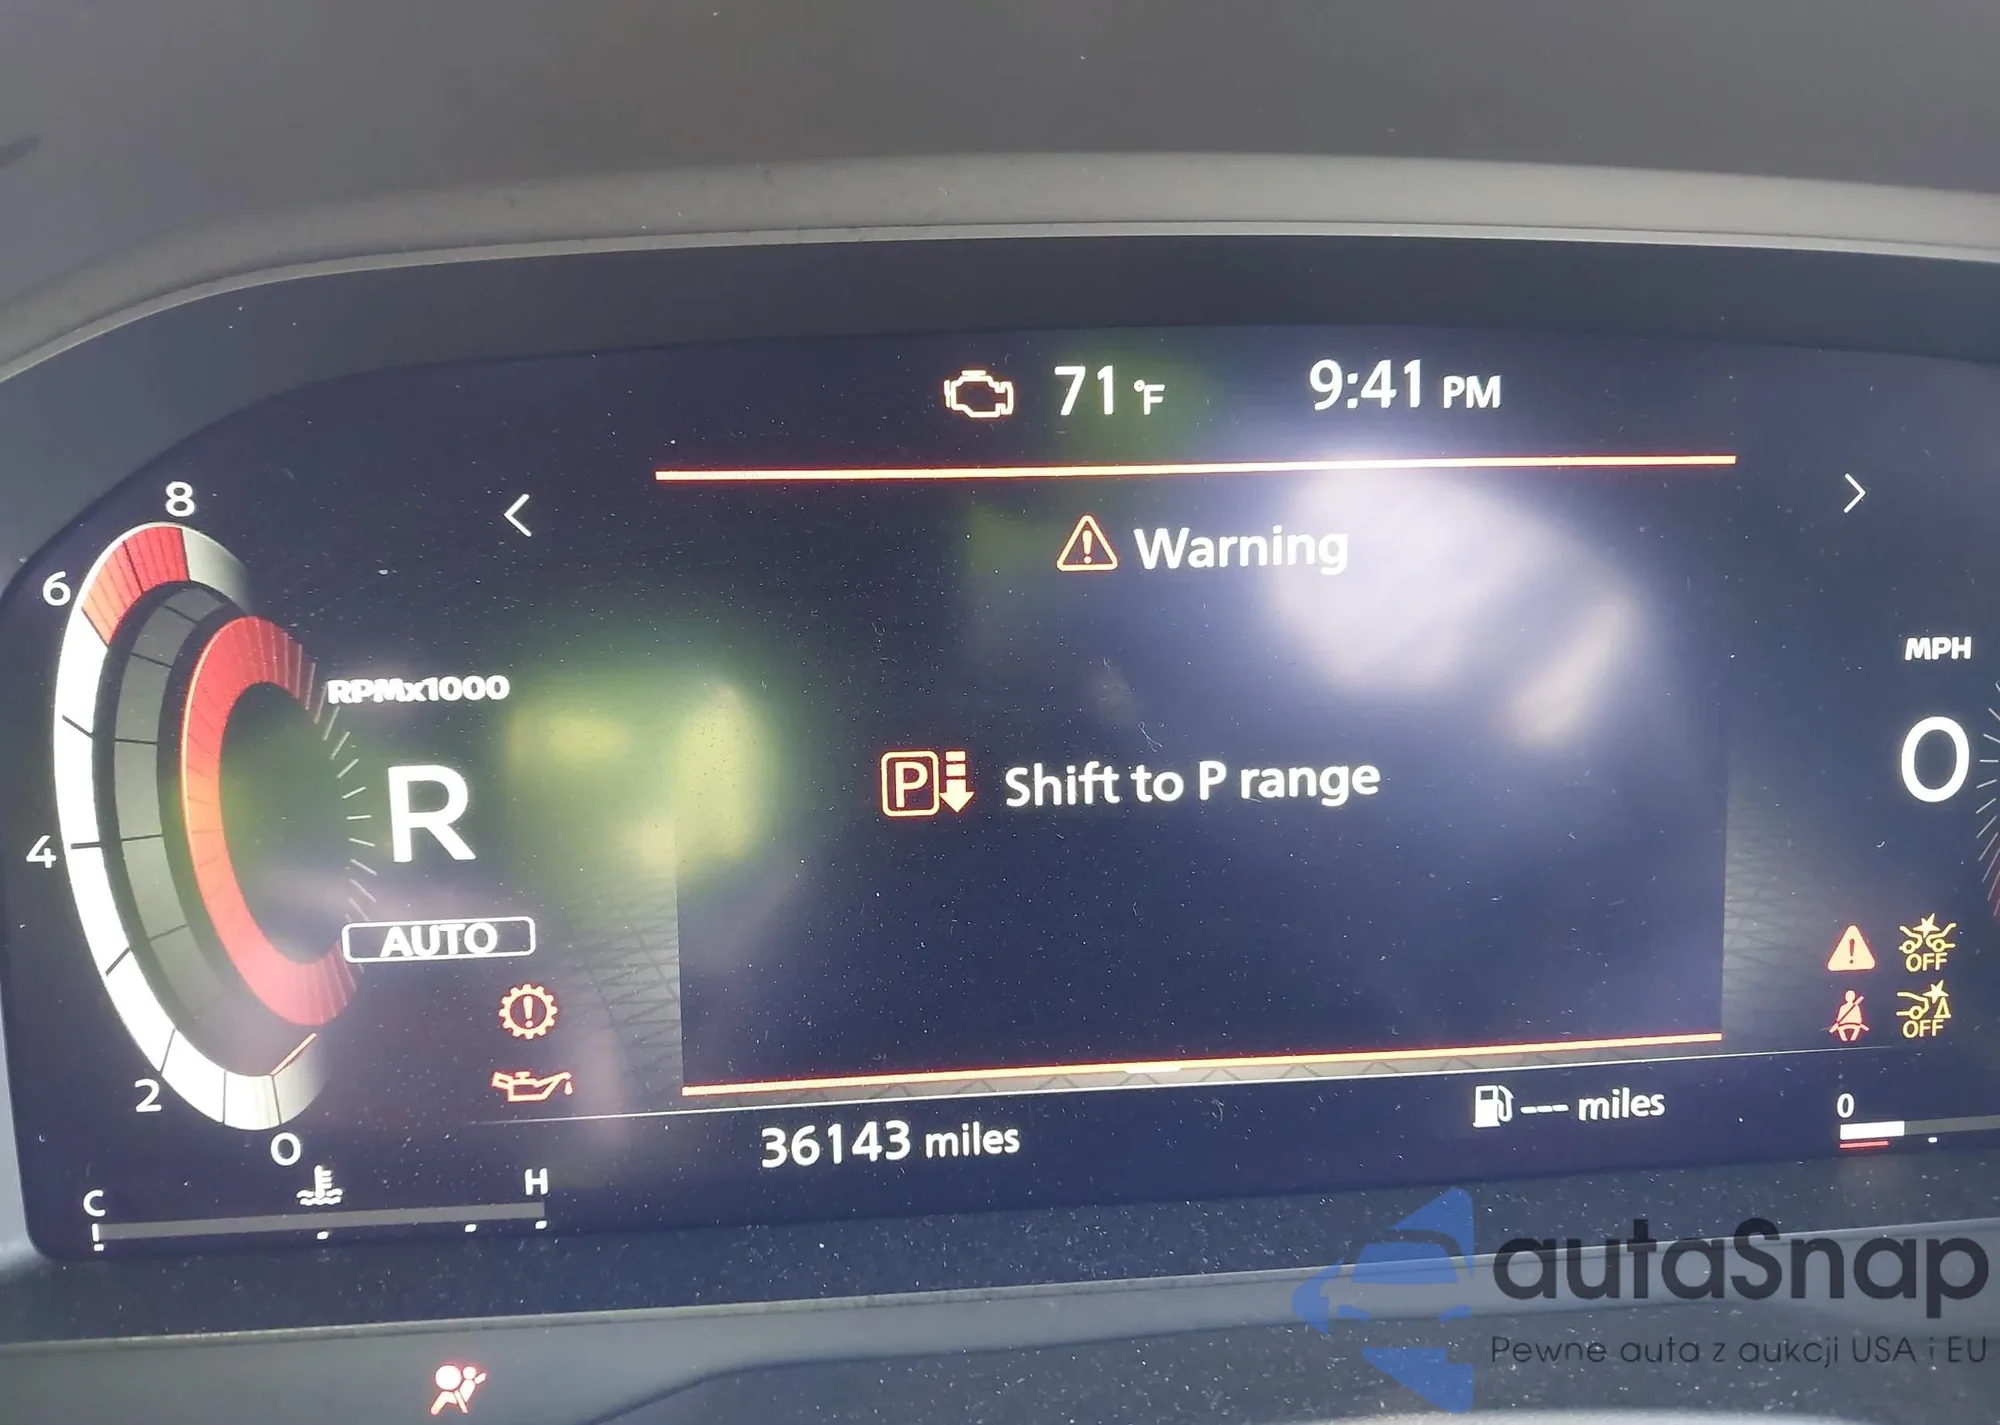 71 °F
9:41 PM
Warning
8
6
RPMx1000
MPH
R
0
P Shift to P range
4
AUTO
OFF
OFF
2
0
36143 miles
--- miles
0
C
H
autaSnap
Pewne auta z aukcji USA i EU